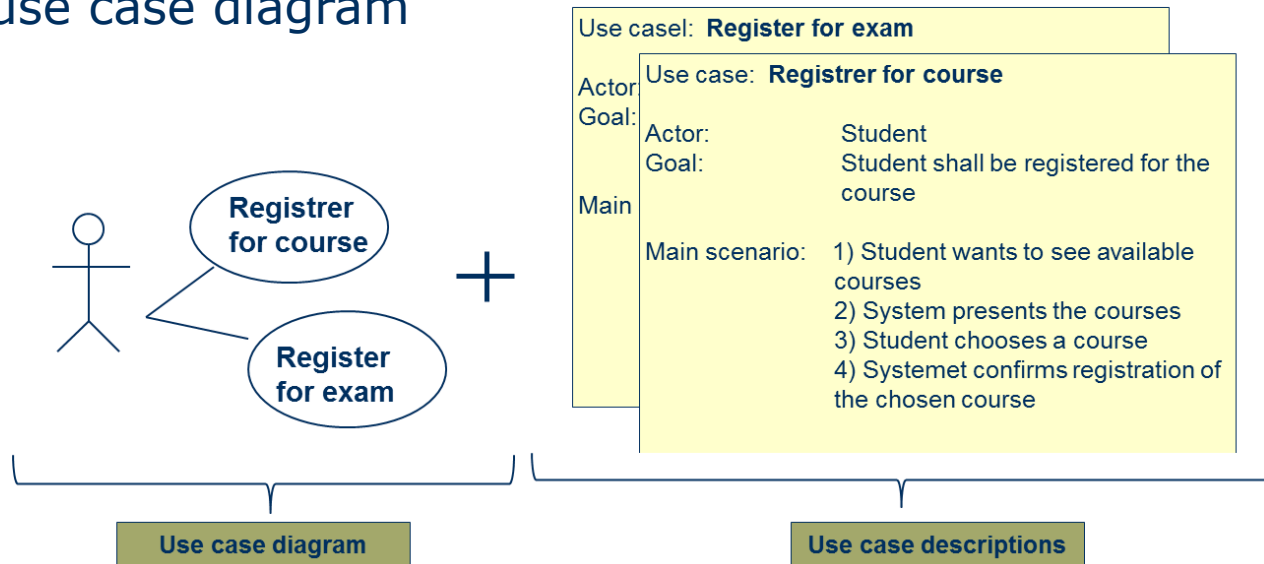 use case diagram
Use casel: Register for exam
Actor:
Goal:
Main
Use case: Registrer for course
Actor: Student
Goal: Student shall be registered for the
course
Main scenario: 1) Student wants to see available
courses
2) System presents the courses
3) Student chooses a course
4) Systemet confirms registration of
the chosen course
Registrer
for course
+
Register
for exam
Use case diagram
Use case descriptions